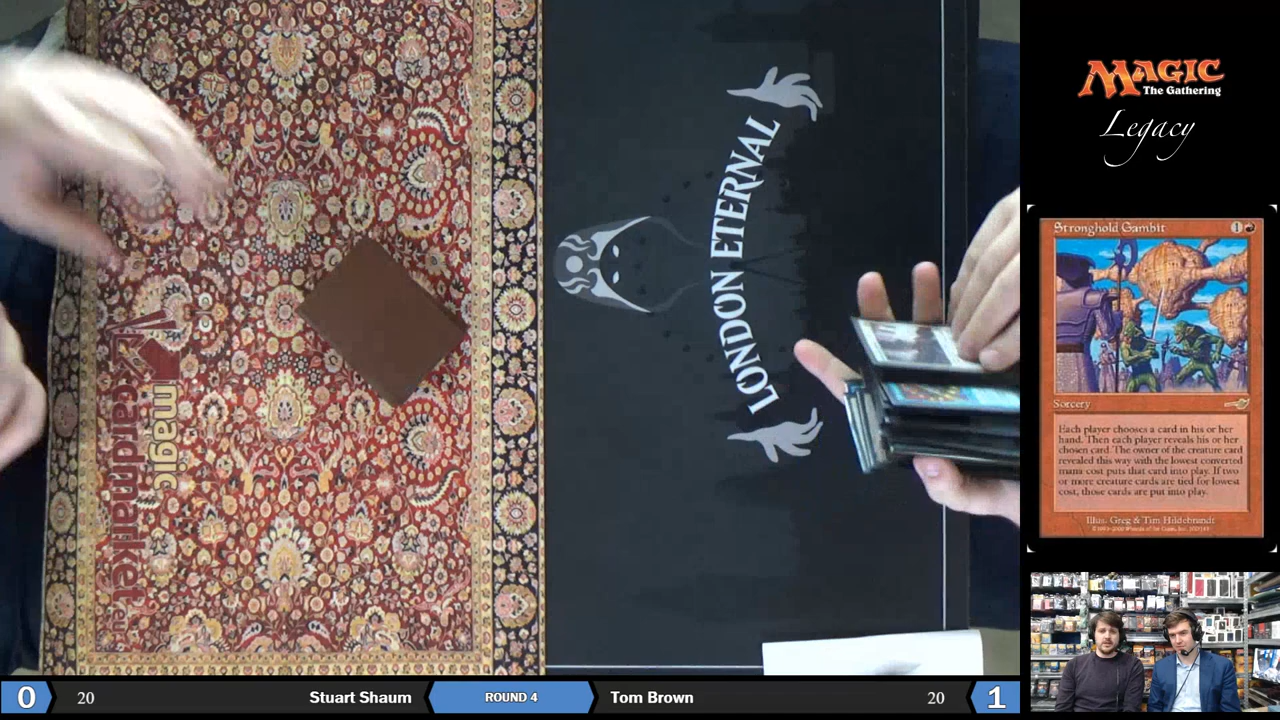 magic
cardmarket.eu
LONDON ETERNAL
MAGIC
The Gathering
Legacy
Stronghold Gambit 1
Sorcery
Each player chooses a card in his or her
hand. Then each player reveals his or her
chosen card. The owner of the creature card
revealed this way with the lowest converted
mana cost puts that card into play. If two
or more creature cards are tied for lowest
cost, those cards are put into play.
Illus. Greg & Tim Hildebrandt
0 20 Stuart Shaum ROUND 4 Tom Brown 20 1